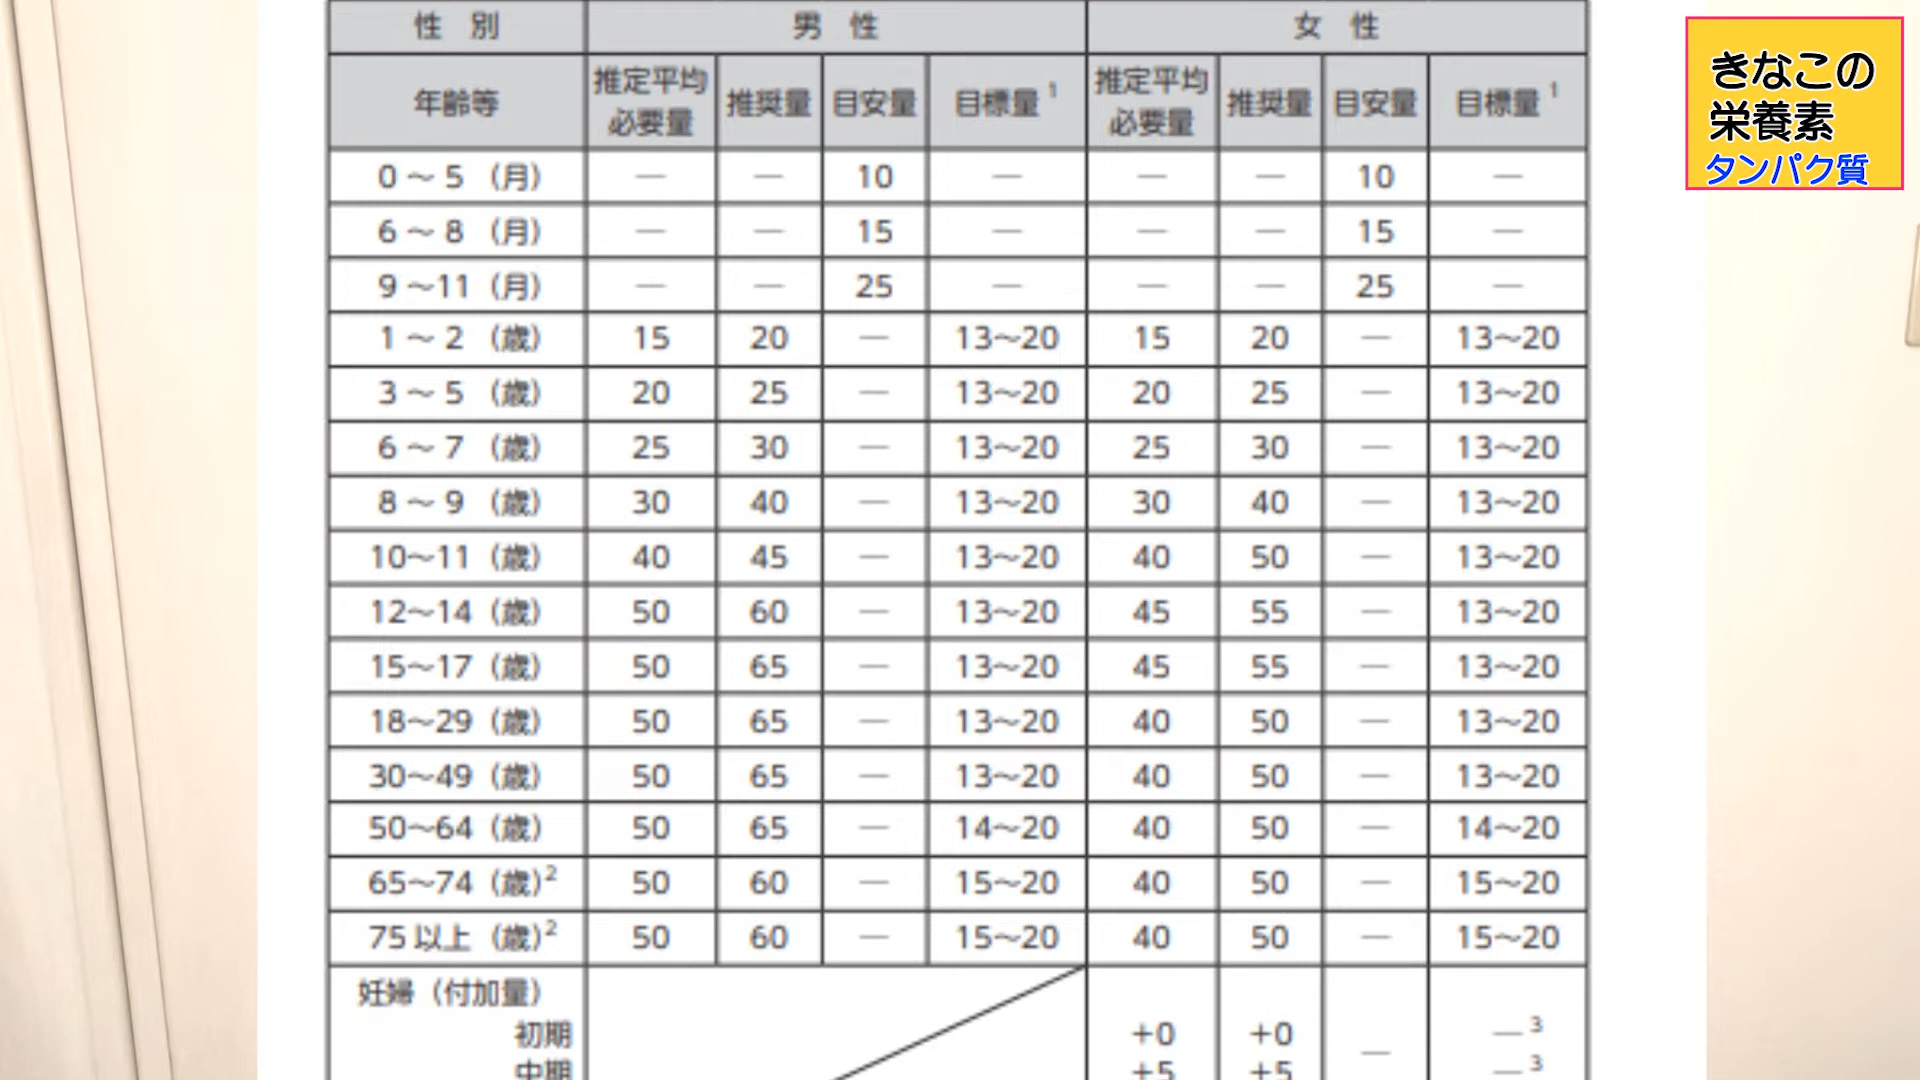 性 別 男 性 女 性
年齢等 推定平均必要量 推奨量 目安量 目標量 1 推定平均必要量 推奨量 目安量 目標量 1
0～5 （月） — — 10 — — — 10 —
6～8 （月） — — 15 — — — 15 —
9～11（月） — — 25 — — — 25 —
1～2 （歳） 15 20 — 13～20 15 20 — 13～20
3～5 （歳） 20 25 — 13～20 20 25 — 13～20
6～7 （歳） 25 30 — 13～20 25 30 — 13～20
8～9 （歳） 30 40 — 13～20 30 40 — 13～20
10～11（歳） 40 45 — 13～20 40 50 — 13～20
12～14（歳） 50 60 — 13～20 45 55 — 13～20
15～17（歳） 50 65 — 13～20 45 55 — 13～20
18～29（歳） 50 65 — 13～20 40 50 — 13～20
30～49（歳） 50 65 — 13～20 40 50 — 13～20
50～64（歳） 50 65 — 14～20 40 50 — 14～20
65～74（歳）2 50 60 — 15～20 40 50 — 15～20
75以上（歳）2 50 60 — 15～20 40 50 — 15～20
妊婦（付加量）
初期 +0 +0 —3
中期 +5 +5 — —3
きなこの
栄養素
タンパク質